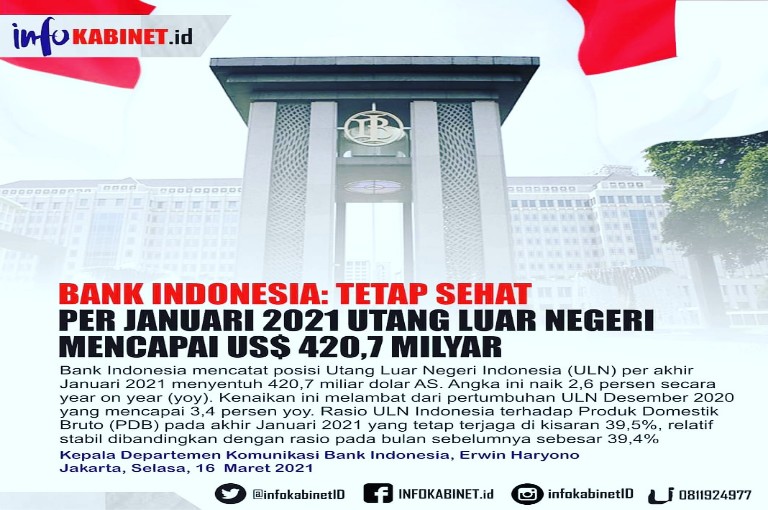 info KABINET.id
BANK INDONESIA: TETAP SEHAT
PER JANUARI 2021 UTANG LUAR NEGERI
MENCAPAI US$ 420,7 MILYAR
Bank Indonesia mencatat posisi Utang Luar Negeri Indonesia (ULN) per akhir
Januari 2021 menyentuh 420,7 miliar dolar AS. Angka ini naik 2,6 persen secara
year on year (yoy). Kenaikan ini melambat dari pertumbuhan ULN Desember 2020
yang mencapai 3,4 persen yoy. Rasio ULN Indonesia terhadap Produk Domestik
Bruto (PDB) pada akhir Januari 2021 yang tetap terjaga di kisaran 39,5%, relatif
stabil dibandingkan dengan rasio pada bulan sebelumnya sebesar 39,4%
Kepala Departemen Komunikasi Bank Indonesia, Erwin Haryono
Jakarta, Selasa, 16 Maret 2021
@infokabinetID INFOKABINET.id infokabinetID 0811924977